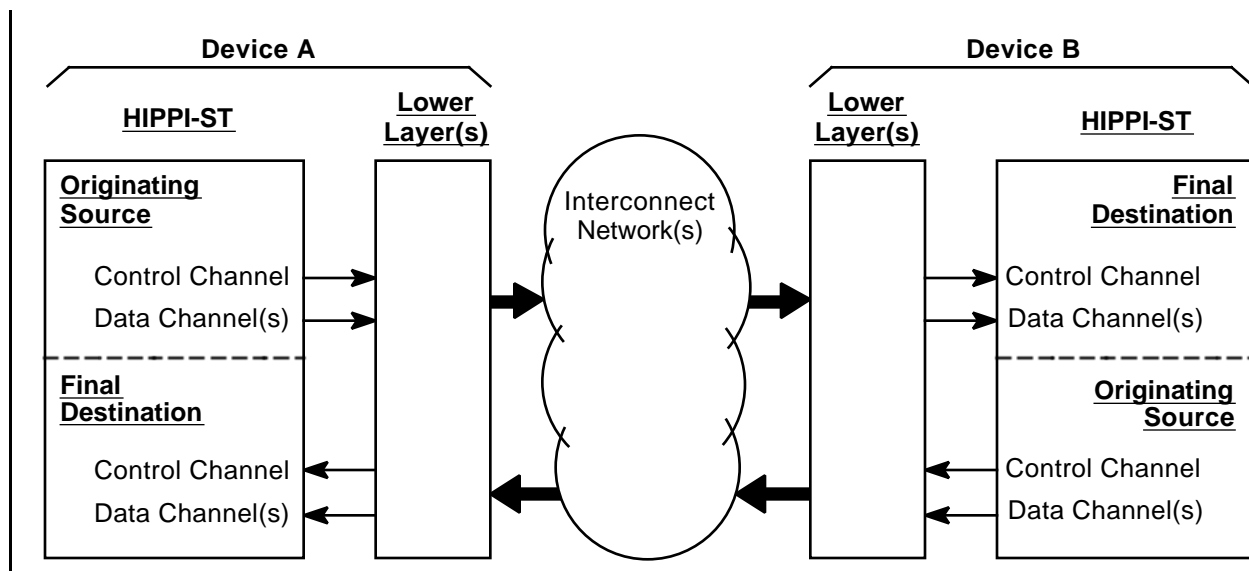 Device A
HIPPI-ST
Lower
Layer(s)
Originating
Source
Control Channel
Data Channel(s)
Final
Destination
Control Channel
Data Channel(s)
Interconnect
Network(s)
Device B
Lower
Layer(s)
HIPPI-ST
Final
Destination
Control Channel
Data Channel(s)
Originating
Source
Control Channel
Data Channel(s)